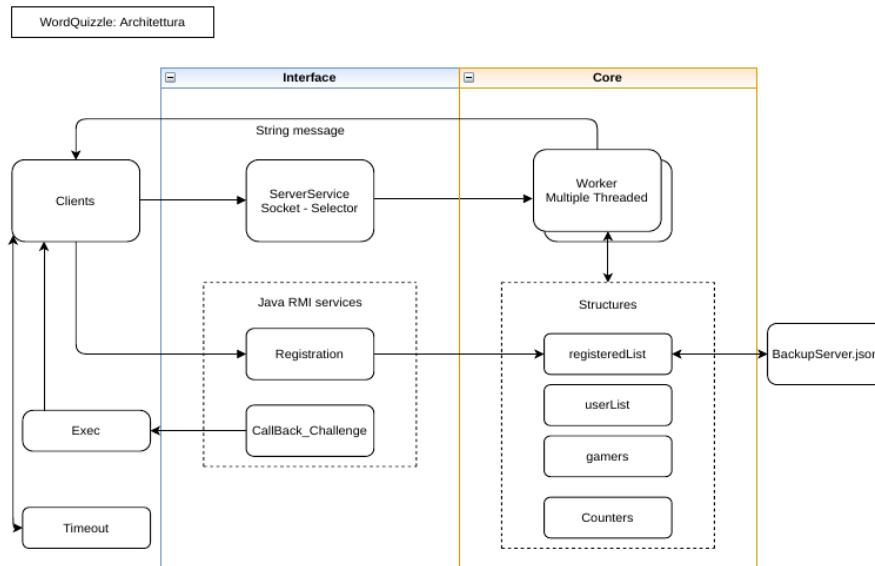 WordQuizzle: Architettura
Interface
Core
String message
Clients
ServerService
Socket - Selector
Worker
Multiple Threaded
Java RMI services
Structures
Registration
registeredList
BackupServer.json
userList
Exec
CallBack_Challenge
gamers
Timeout
Counters